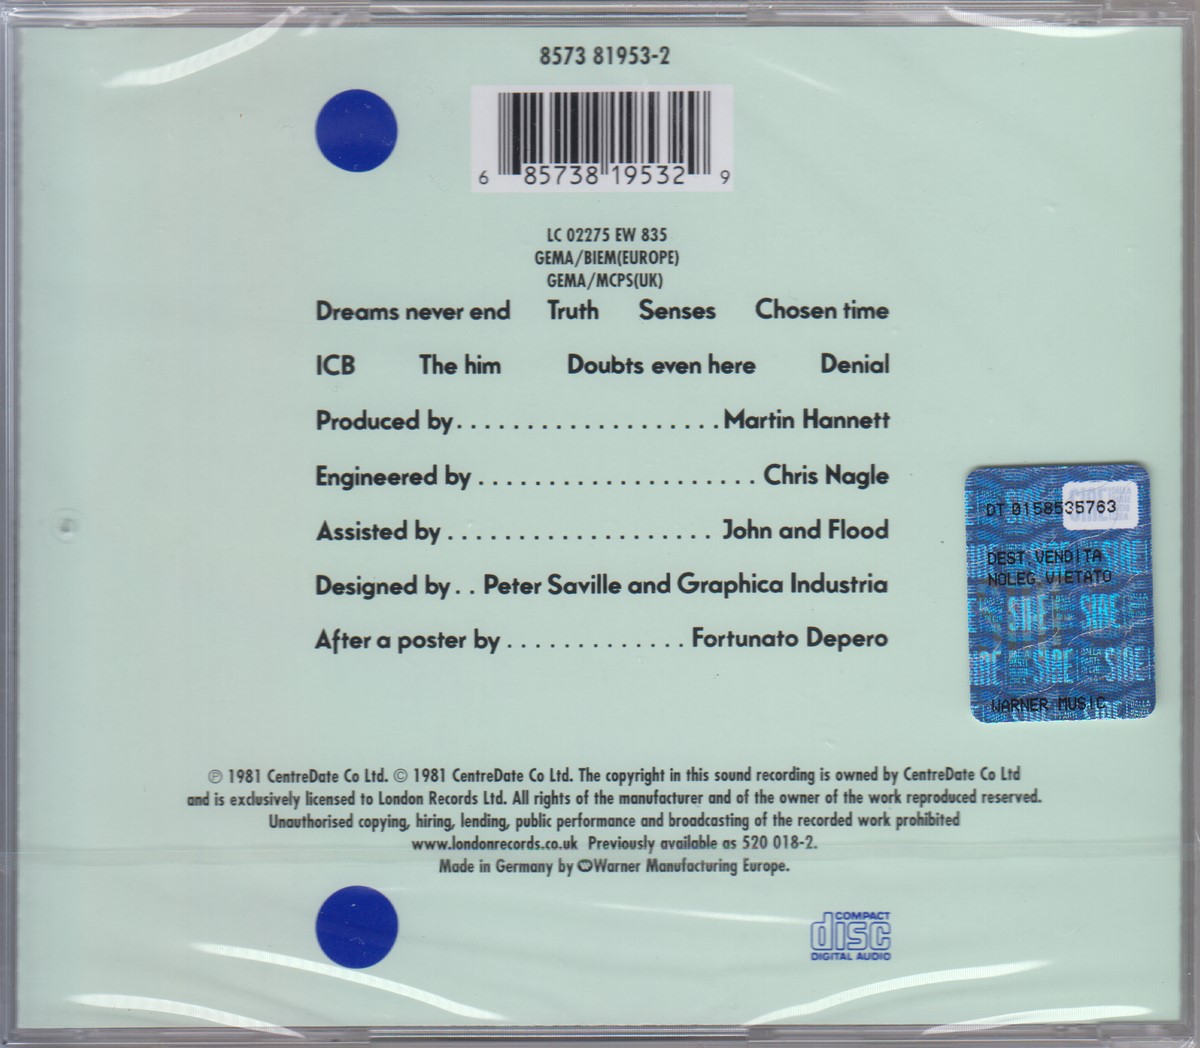 8573 81953-2
6 85738 19532 9
LC 02275 EW 835
GEMA/BIEM(EUROPE)
GEMA/MCPS(UK)
Dreams never end Truth Senses Chosen time
ICB The him Doubts even here Denial
Produced by. . . . . . . . . . . . . . . . . . . Martin Hannett
Engineered by . . . . . . . . . . . . . . . . . . . . Chris Nagle
Assisted by . . . . . . . . . . . . . . . . . . . John and Flood
Designed by. . Peter Saville and Graphica Industria
After a poster by . . . . . . . . . . . . . Fortunato Depero
DT 0158535763
DEST.VENDITA
NOLEG.VIETATO
SIAE SIAE
SIAE SIAE
WARNER MUSIC
℗ 1981 CentreDate Co Ltd. © 1981 CentreDate Co Ltd. The copyright in this sound recording is owned by CentreDate Co Ltd
and is exclusively licensed to London Records Ltd. All rights of the manufacturer and of the owner of the work reproduced reserved.
Unauthorised copying, hiring, lending, public performance and broadcasting of the recorded work prohibited
www.londonrecords.co.uk Previously available as 520 018-2.
Made in Germany by Warner Manufacturing Europe.
COMPACT
disc
DIGITAL AUDIO